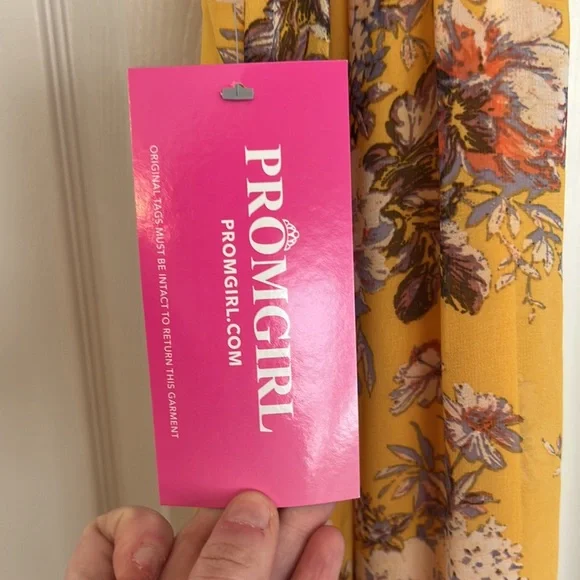 PROMGIRL
PROMGIRL.COM
ORIGINAL TAGS MUST BE INTACT TO RETURN THIS GARMENT